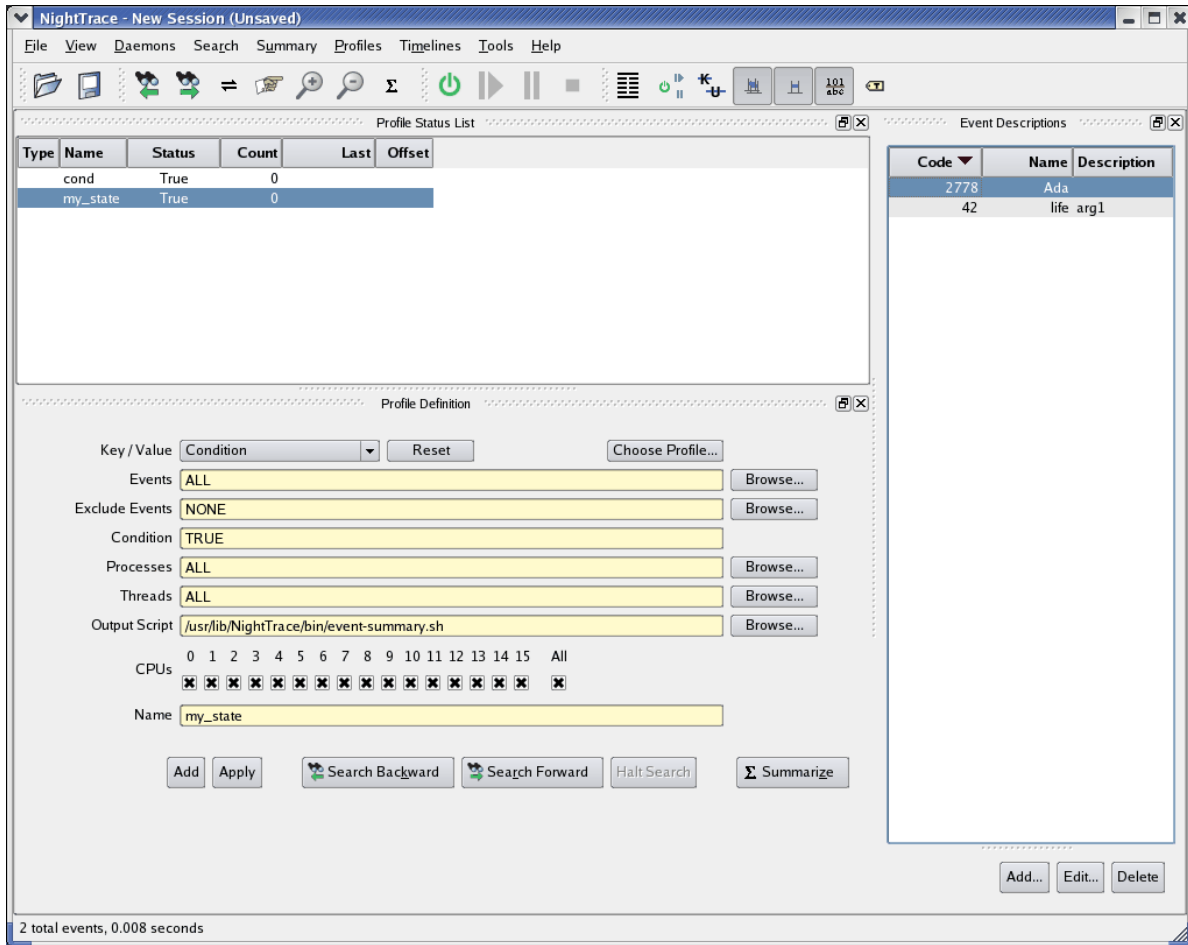 NightTrace - New Session (Unsaved)
File View Daemons Search Summary Profiles Timelines Tools Help
Σ 101 abc
Profile Status List
Type Name Status Count Last Offset
cond True 0
my_state True 0
Event Descriptions
Code Name Description
2778 Ada
42 life arg1
Profile Definition
Key / Value Condition Reset Choose Profile...
Events ALL Browse...
Exclude Events NONE Browse...
Condition TRUE
Processes ALL Browse...
Threads ALL Browse...
Output Script /usr/lib/NightTrace/bin/event-summary.sh Browse...
0 1 2 3 4 5 6 7 8 9 10 11 12 13 14 15 All
CPUs
Name my_state
Add Apply Search Backward Search Forward Halt Search Σ Summarize
Add... Edit... Delete
2 total events, 0.008 seconds